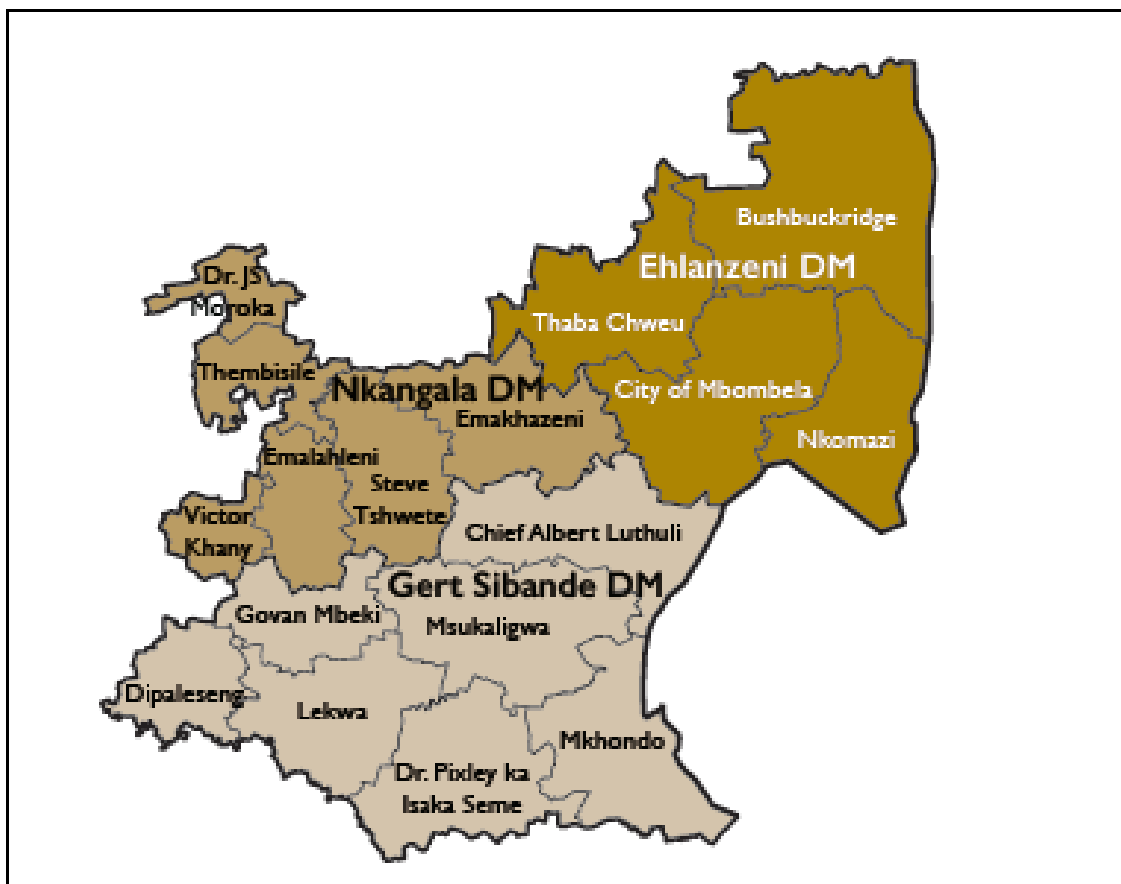 Bushbuckridge
Ehlanzeni DM
Dr. JS
Moroka
Thaba Chweu
Thembisile
Nkangala DM
City of Mbombela
Emakhazeni
Nkomazi
Emalahleni
Steve
Tshwete
Victor
Khany
Chief Albert Luthuli
Gert Sibande DM
Govan Mbeki
Msukaligwa
Dipaleseng
Lekwa
Mkhondo
Dr. Pixley ka
Isaka Seme